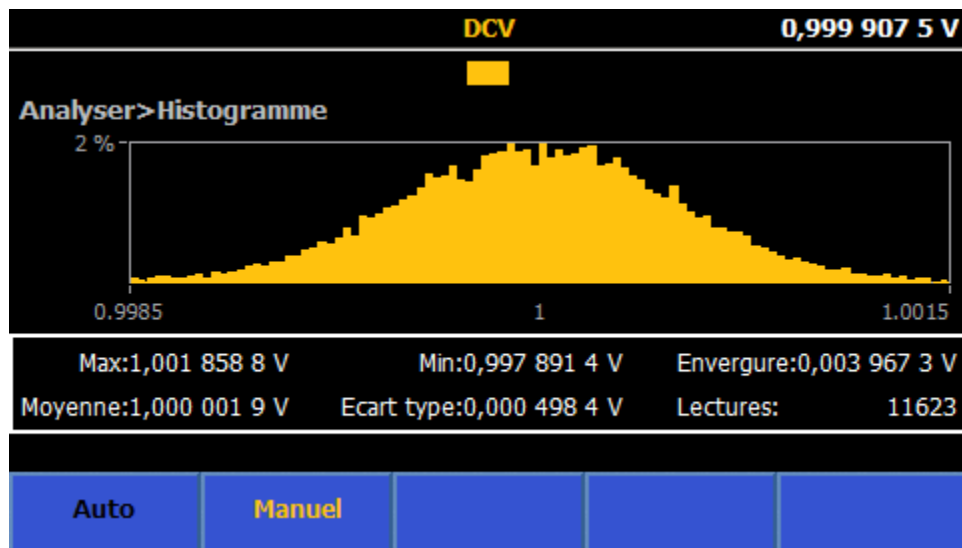 DCV 0,999 907 5 V
Analyser>Histogramme
2 %
0.9985 1 1.0015
Max:1,001 858 8 V Min:0,997 891 4 V Envergure:0,003 967 3 V
Moyenne:1,000 001 9 V Ecart type:0,000 498 4 V Lectures: 11623
Auto Manuel